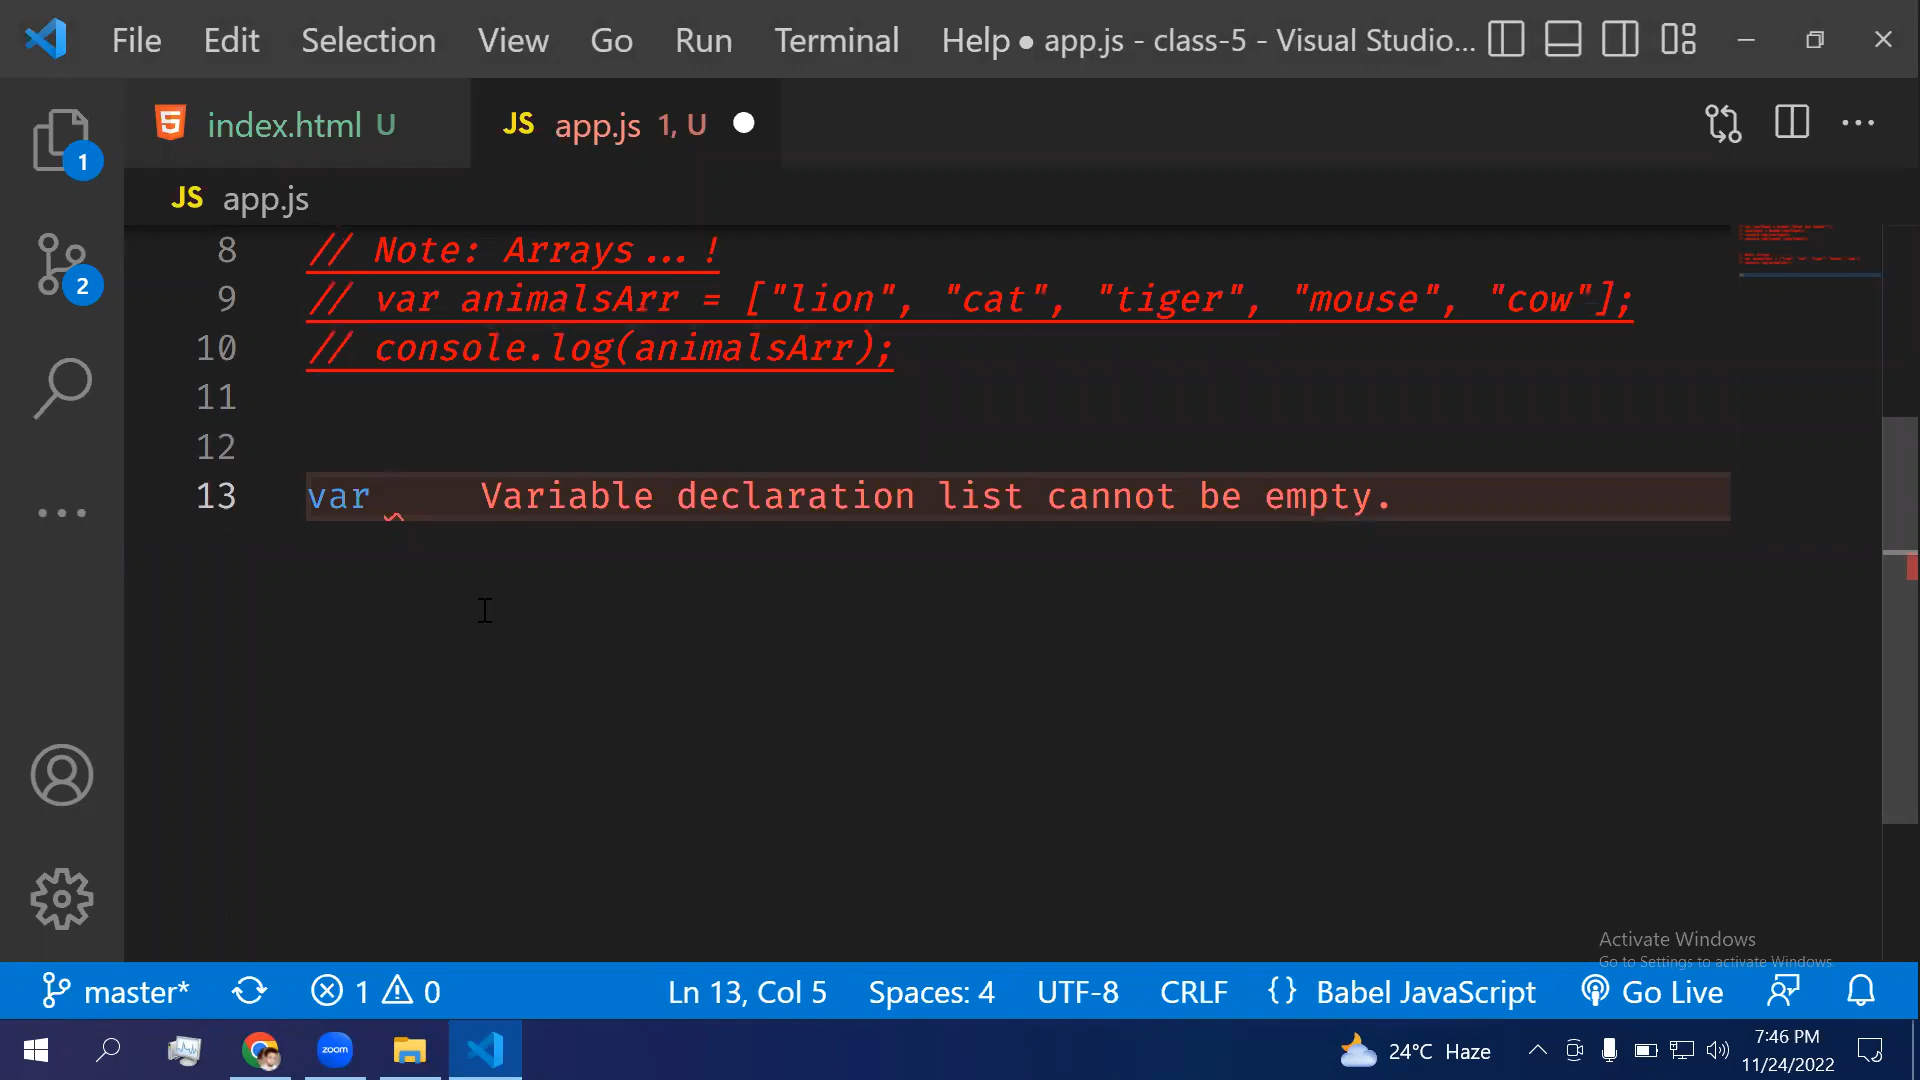 File Edit Selection View Go Run Terminal Help ● app.js - class-5 - Visual Studio...
index.html U JS app.js 1, U
JS app.js
8 // Note: Arrays...!
9 // var animalsArr = ["lion", "cat", "tiger", "mouse", "cow"];
10 // console.log(animalsArr);
11
12
13 var Variable declaration list cannot be empty.
1
2
Activate Windows
Go to Settings to activate Windows.
master* 1 0 Ln 13, Col 5 Spaces: 4 UTF-8 CRLF {} Babel JavaScript Go Live
zoom 24°C Haze 7:46 PM
11/24/2022